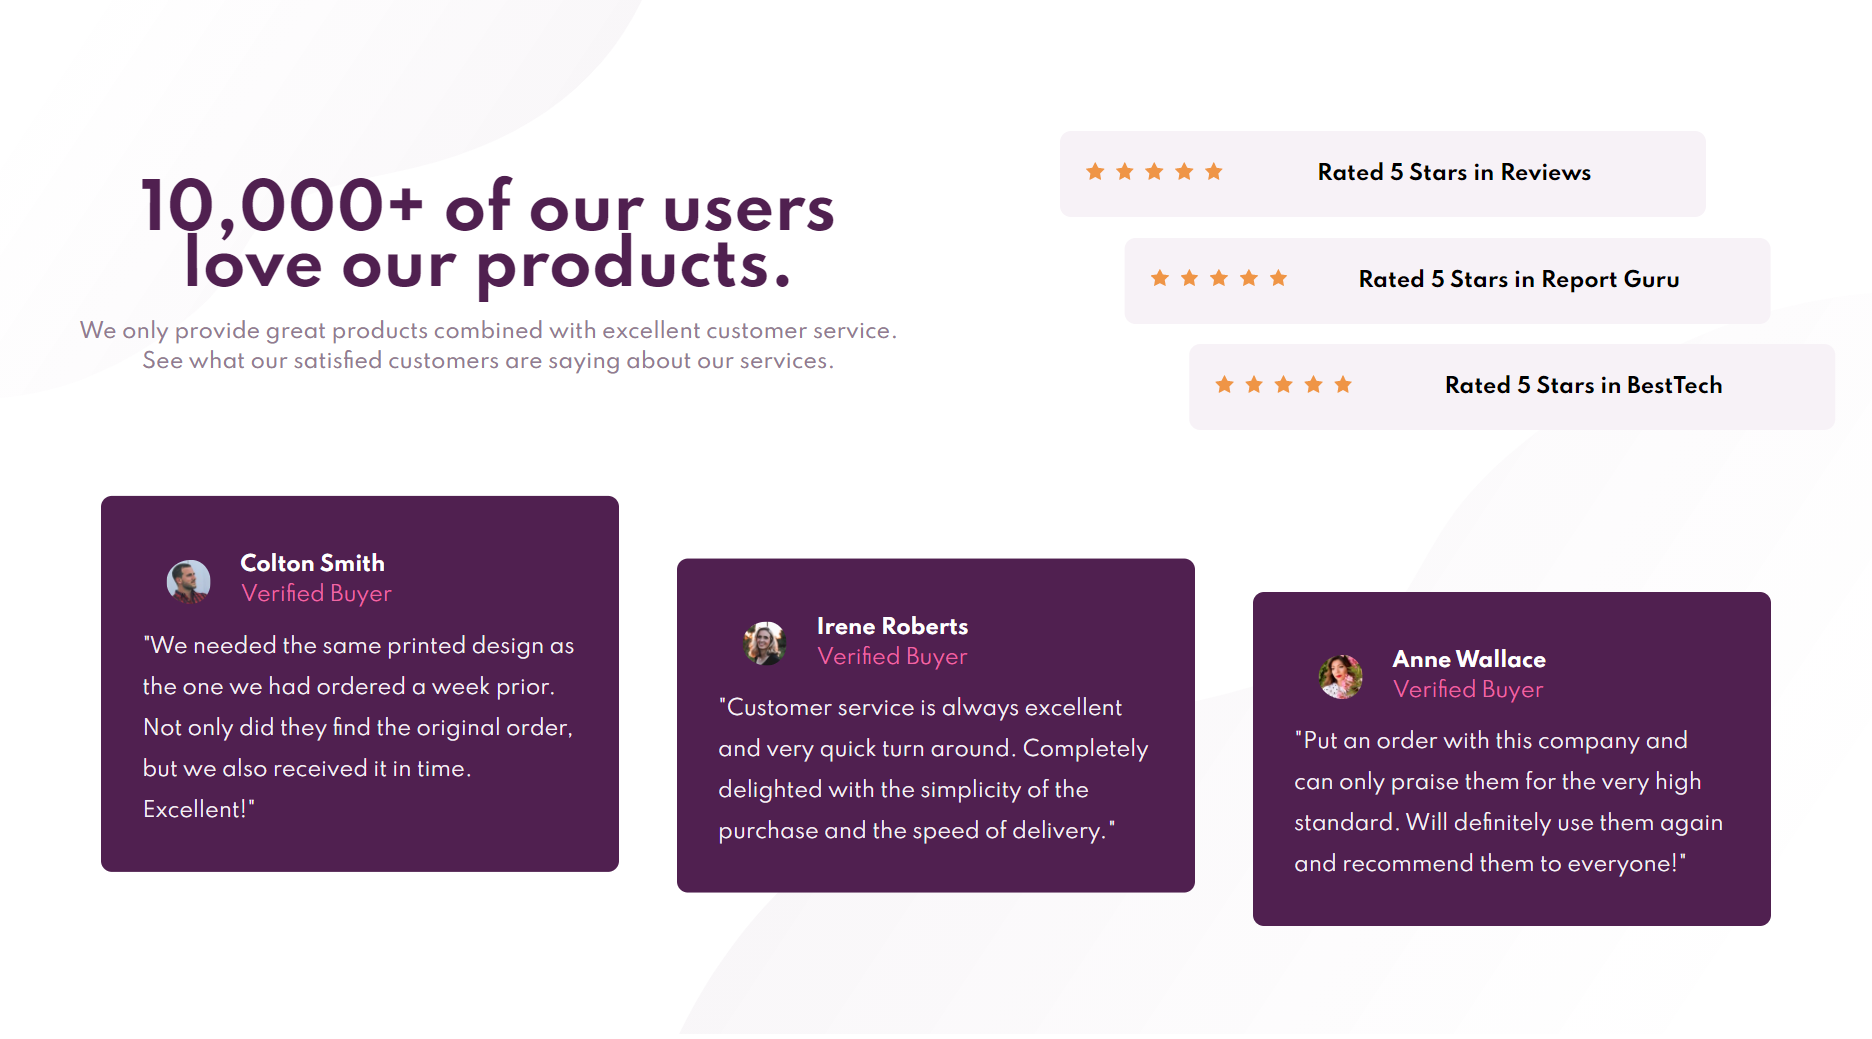 10,000+ of our users
love our products.
We only provide great products combined with excellent customer service.
See what our satisfied customers are saying about our services.
Rated 5 Stars in Reviews
Rated 5 Stars in Report Guru
Rated 5 Stars in BestTech
Colton Smith
Verified Buyer
"We needed the same printed design as
the one we had ordered a week prior.
Not only did they find the original order,
but we also received it in time.
Excellent!"
Irene Roberts
Verified Buyer
"Customer service is always excellent
and very quick turn around. Completely
delighted with the simplicity of the
purchase and the speed of delivery."
Anne Wallace
Verified Buyer
"Put an order with this company and
can only praise them for the very high
standard. Will definitely use them again
and recommend them to everyone!"